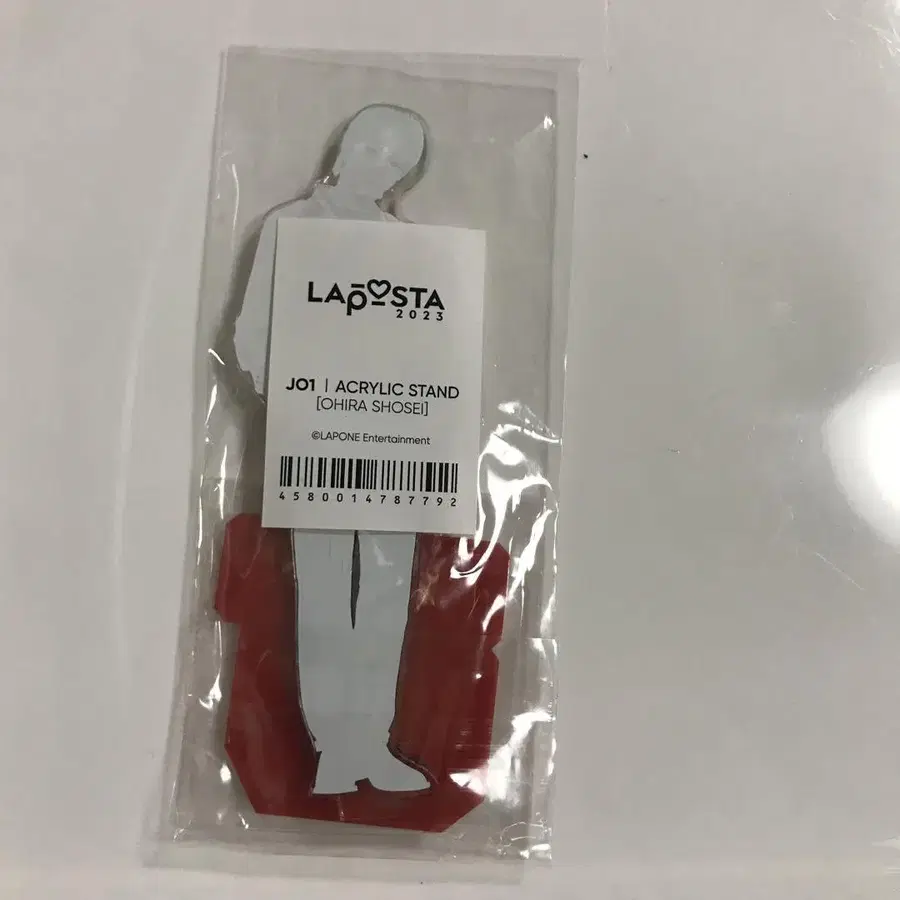 LAPOSTA
2023
JO1 | ACRYLIC STAND
[OHIRA SHOSEI]
©LAPONE Entertainment
4580014787792